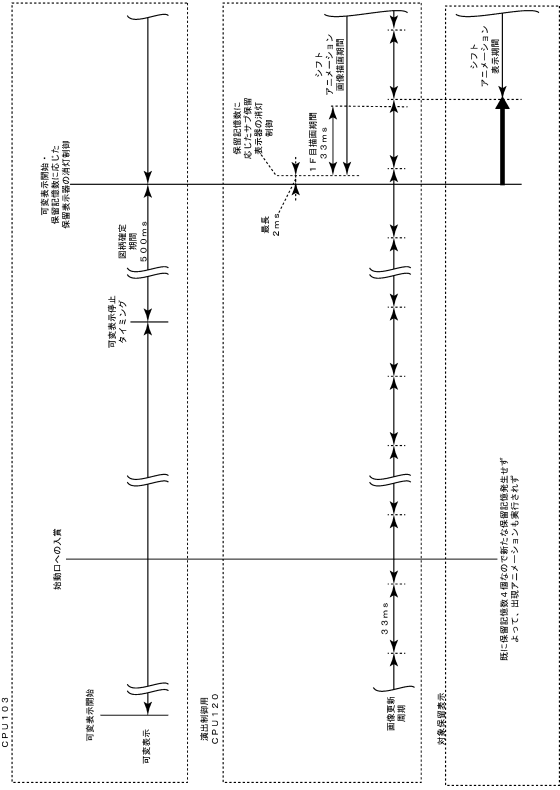 CPU103
可変表示開始
可変表示
始動口への入賞
可変表示停止
タイミング
図柄確定
期間
500ms
可変表示開始・
保留記憶数に応じた
保留表示器の消灯制御
演出制御用
CPU120
画像更新
周期
33ms
最長
2ms
保留記憶数に
応じたサブ保留
表示器の消灯
制御
1F目描画期間
33ms
シフト
アニメーション
画像描画期間
対象保留表示
既に保留記憶数4個なので新たな保留記憶発生せず
よって、出現アニメーションも実行されず
シフト
アニメーション
表示期間